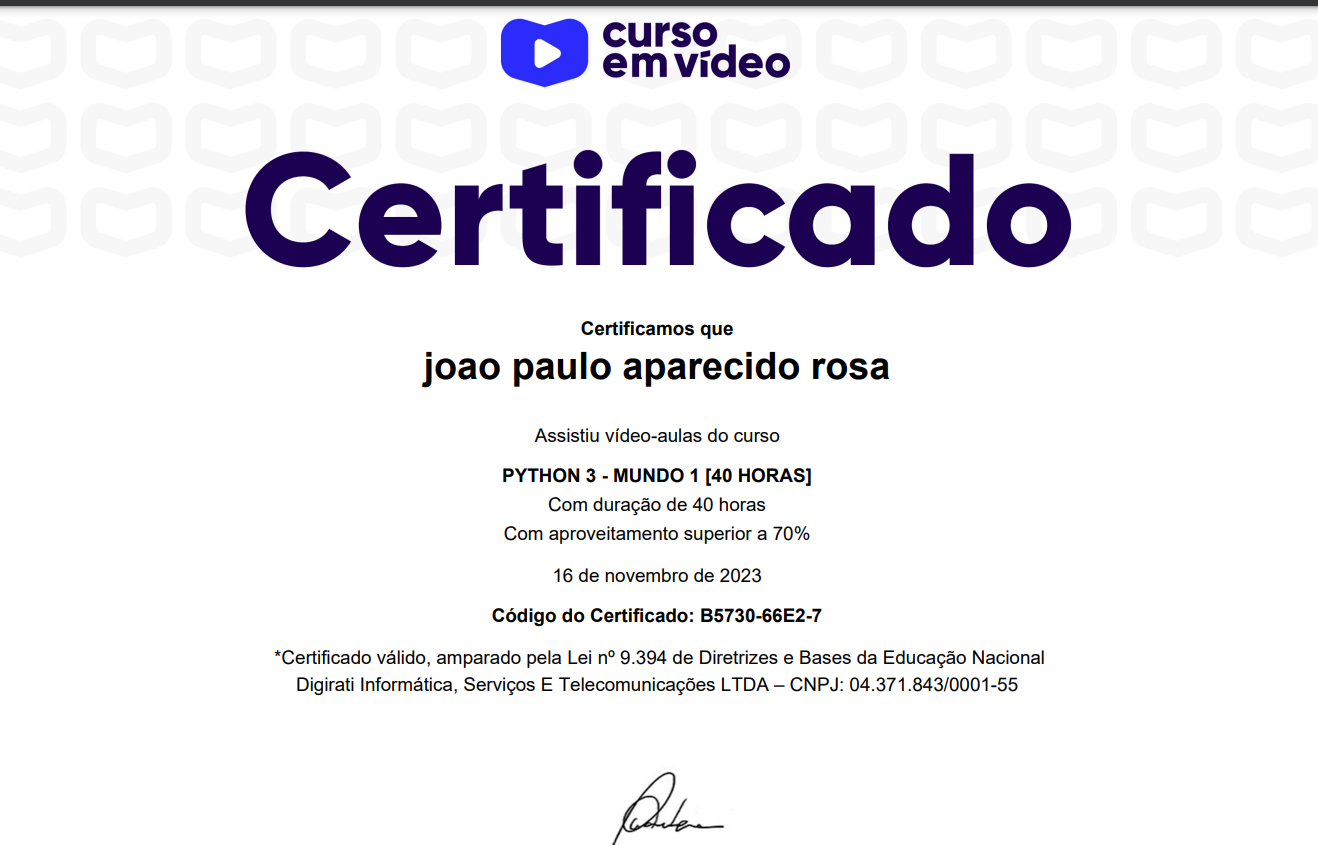 curso
em vídeo
Certificado
Certificamos que
joao paulo aparecido rosa
Assistiu vídeo-aulas do curso
PYTHON 3 - MUNDO 1 [40 HORAS]
Com duração de 40 horas
Com aproveitamento superior a 70%
16 de novembro de 2023
Código do Certificado: B5730-66E2-7
*Certificado válido, amparado pela Lei nº 9.394 de Diretrizes e Bases da Educação Nacional
Digirati Informática, Serviços E Telecomunicações LTDA – CNPJ: 04.371.843/0001-55